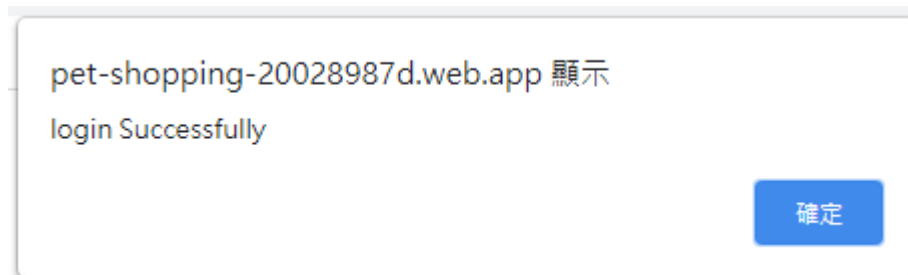 pet-shopping-20028987d.web.app 顯示
login Successfully
確定